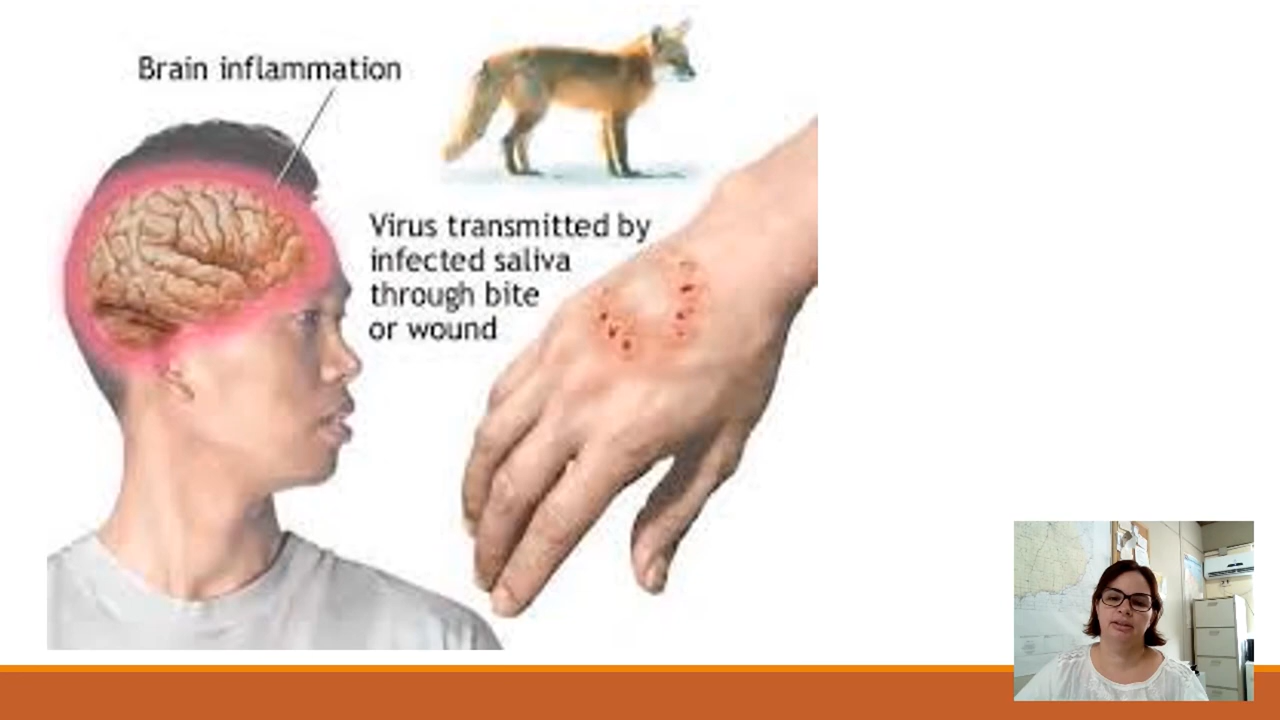 Brain inflammation
Virus transmitted by
infected saliva
through bite
or wound